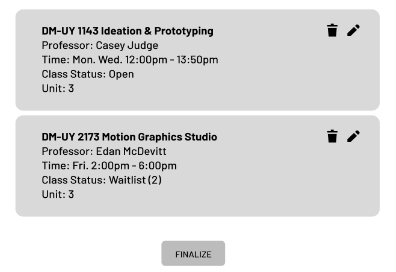 DM-UY 1143 Ideation & Prototyping
Professor: Casey Judge
Time: Mon. Wed. 12:00pm - 13:50pm
Class Status: Open
Unit: 3
DM-UY 2173 Motion Graphics Studio
Professor: Edan McDevitt
Time: Fri. 2:00pm - 6:00pm
Class Status: Waitlist (2)
Unit: 3
FINALIZE